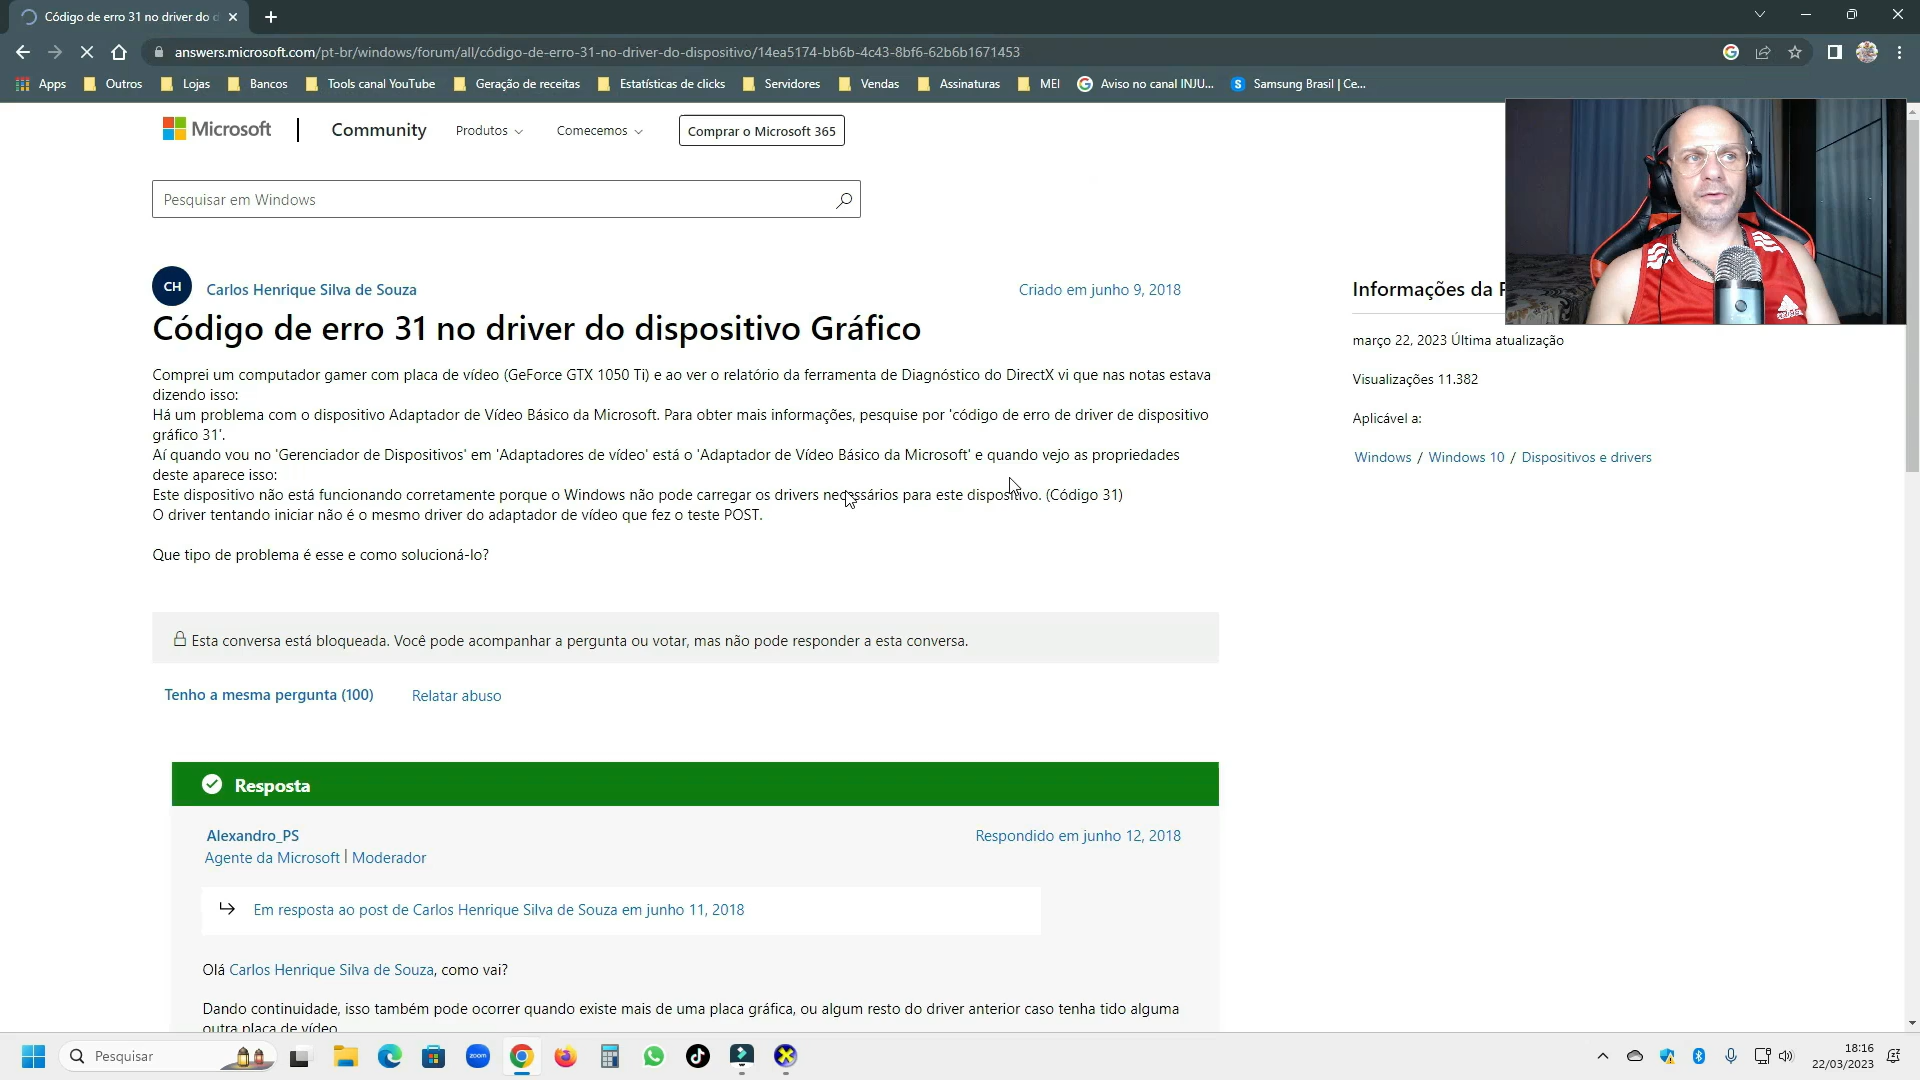 Código de erro 31 no driver do d
answers.microsoft.com/pt-br/windows/forum/all/código-de-erro-31-no-driver-do-dispositivo/14ea5174-bb6b-4c43-8bf6-62b6b1671453
Apps Outros Lojas Bancos Tools canal YouTube Geração de receitas Estatísticas de clicks Servidores Vendas Assinaturas MEI Aviso no canal INJU... Samsung Brasil | Ce...
Microsoft Community Produtos Comecemos Comprar o Microsoft 365
Pesquisar em Windows
CH Carlos Henrique Silva de Souza Criado em junho 9, 2018
Código de erro 31 no driver do dispositivo Gráfico
Comprei um computador gamer com placa de vídeo (GeForce GTX 1050 Ti) e ao ver o relatório da ferramenta de Diagnóstico do DirectX vi que nas notas estava
dizendo isso:
Há um problema com o dispositivo Adaptador de Vídeo Básico da Microsoft. Para obter mais informações, pesquise por 'código de erro de driver de dispositivo
gráfico 31'.
Aí quando vou no 'Gerenciador de Dispositivos' em 'Adaptadores de vídeo' está o 'Adaptador de Vídeo Básico da Microsoft' e quando vejo as propriedades
deste aparece isso:
Este dispositivo não está funcionando corretamente porque o Windows não pode carregar os drivers necessários para este dispositivo. (Código 31)
O driver tentando iniciar não é o mesmo driver do adaptador de vídeo que fez o teste POST.
Que tipo de problema é esse e como solucioná-lo?
Informações da
março 22, 2023 Última atualização
Visualizações 11.382
Aplicável a:
Windows / Windows 10 / Dispositivos e drivers
adidas
Esta conversa está bloqueada. Você pode acompanhar a pergunta ou votar, mas não pode responder a esta conversa.
Tenho a mesma pergunta (100) Relatar abuso
Resposta
Alexandro_PS Respondido em junho 12, 2018
Agente da Microsoft | Moderador
Em resposta ao post de Carlos Henrique Silva de Souza em junho 11, 2018
Olá Carlos Henrique Silva de Souza, como vai?
Dando continuidade, isso também pode ocorrer quando existe mais de uma placa gráfica, ou algum resto do driver anterior caso tenha tido alguma
outra placa de vídeo
Pesquisar
zoom
18:16
22/03/2023